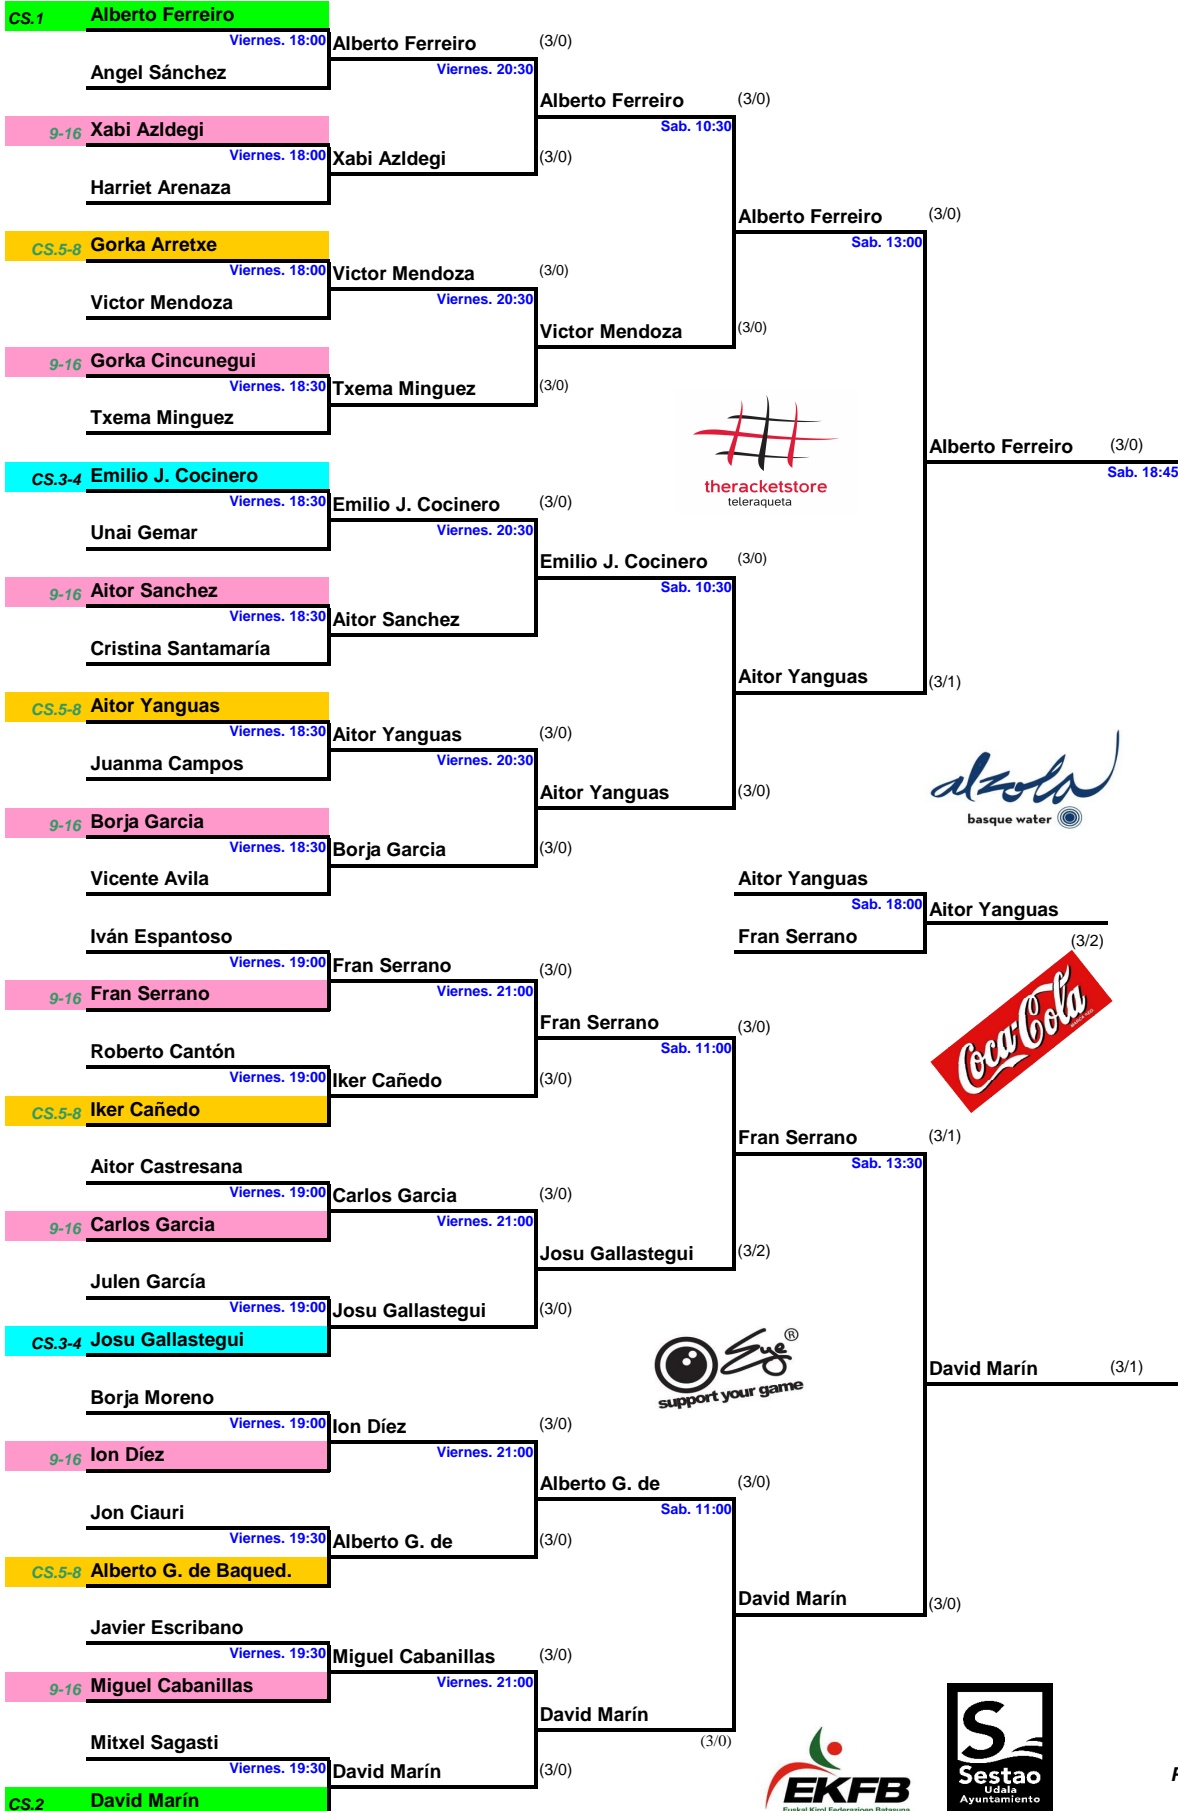 CS.1 Alberto Ferreiro
Viernes. 18:00 Alberto Ferreiro (3/0)
Angel Sánchez Viernes. 20:30
Alberto Ferreiro (3/0)
9-16 Xabi Azldegi Sab. 10:30
Viernes. 18:00 Xabi Azldegi (3/0)
Harriet Arenaza
Alberto Ferreiro (3/0)
CS.5-8 Gorka Arretxe Sab. 13:00
Viernes. 18:00 Victor Mendoza (3/0)
Victor Mendoza Viernes. 20:30
Victor Mendoza (3/0)
9-16 Gorka Cincunegui
Viernes. 18:30 Txema Minguez (3/0)
Txema Minguez
Alberto Ferreiro (3/0)
CS.3-4 Emilio J. Cocinero Sab. 18:45
theracketstore
teleraqueta
Viernes. 18:30 Emilio J. Cocinero (3/0)
Unai Gemar Viernes. 20:30
Emilio J. Cocinero (3/0)
9-16 Aitor Sanchez Sab. 10:30
Viernes. 18:30 Aitor Sanchez
Cristina Santamaría
Aitor Yanguas (3/1)
CS.5-8 Aitor Yanguas
Viernes. 18:30 Aitor Yanguas (3/0)
Juanma Campos Viernes. 20:30
Aitor Yanguas (3/0)
alzola
basque water
9-16 Borja Garcia
Viernes. 18:30 Borja Garcia (3/0)
Vicente Avila Aitor Yanguas
Sab. 18:00 Aitor Yanguas
Iván Espantoso Fran Serrano (3/2)
Viernes. 19:00 Fran Serrano (3/0)
9-16 Fran Serrano Viernes. 21:00
Coca-Cola
Fran Serrano (3/0)
Roberto Cantón Sab. 11:00
Viernes. 19:00 Iker Cañedo (3/0)
CS.5-8 Iker Cañedo
Fran Serrano (3/1)
Aitor Castresana Sab. 13:30
Viernes. 19:00 Carlos Garcia (3/0)
9-16 Carlos Garcia Viernes. 21:00
Josu Gallastegui (3/2)
Julen García
Viernes. 19:00 Josu Gallastegui (3/0)
CS.3-4 Josu Gallastegui
Eye ®
support your game
David Marín (3/1)
Borja Moreno
Viernes. 19:00 Ion Díez (3/0)
9-16 Ion Díez Viernes. 21:00
Alberto G. de (3/0)
Jon Ciauri Sab. 11:00
Viernes. 19:30 Alberto G. de (3/0)
CS.5-8 Alberto G. de Baqued.
David Marín (3/0)
Javier Escribano
Viernes. 19:30 Miguel Cabanillas (3/0)
9-16 Miguel Cabanillas Viernes. 21:00
David Marín
Mitxel Sagasti (3/0)
Viernes. 19:30 David Marín (3/0)
CS.2 David Marín
EKFB
Euskal Kirol Federazioen Batasuna
S
Sestao
Udala
Ayuntamiento